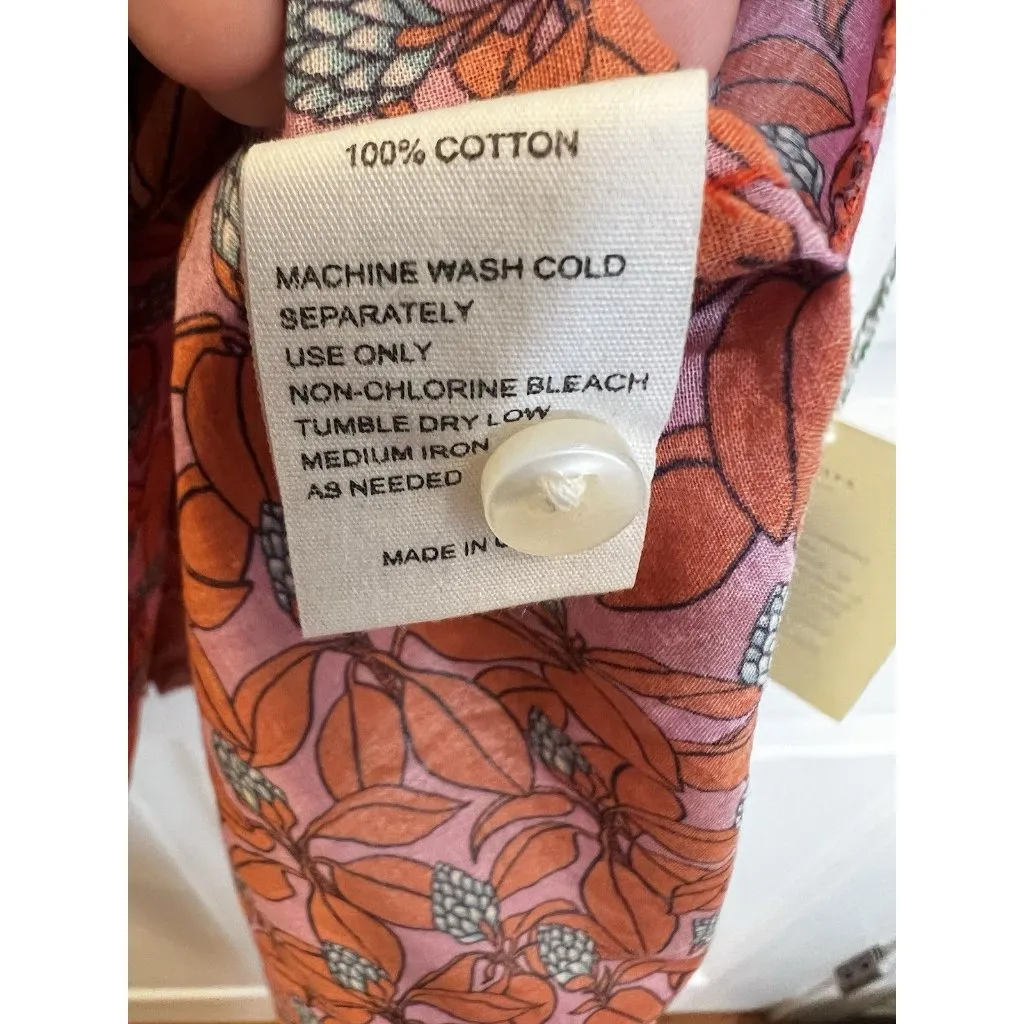 100% COTTON
MACHINE WASH COLD
SEPARATELY
USE ONLY
NON-CHLORINE BLEACH
TUMBLE DRY LOW
MEDIUM IRON
AS NEEDED
MADE IN